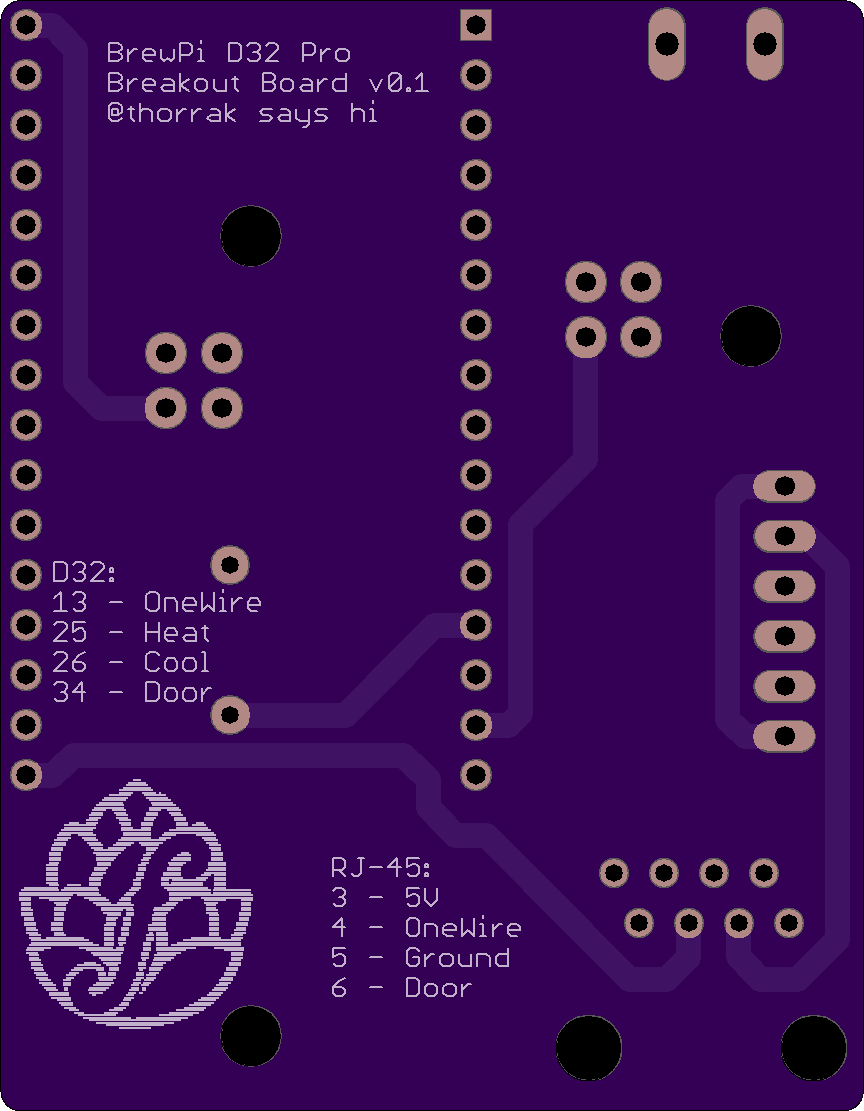 BrewPi D32 Pro
Breakout Board v0.1
@thorrak says hi
D32:
13 - OneWire
25 - Heat
26 - Cool
34 - Door
RJ-45:
3 - 5V
4 - OneWire
5 - Ground
6 - Door